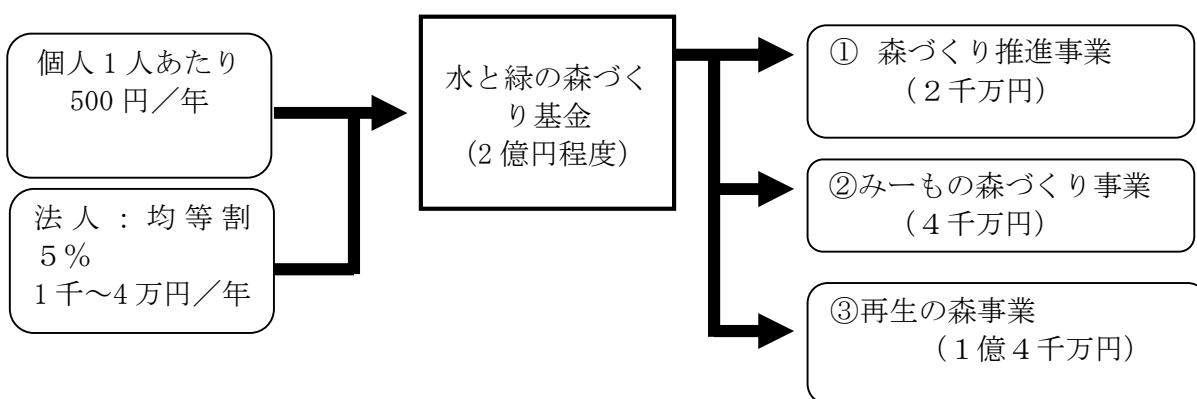 個人１人あたり
500 円／年
法人：均等割
５％
1 千～4 万円／年
水と緑の森づく
り基金
（2 億円程度）
① 森づくり推進事業
（２千万円）
②みーもの森づくり事業
（４千万円）
③再生の森事業
（１億４千万円）